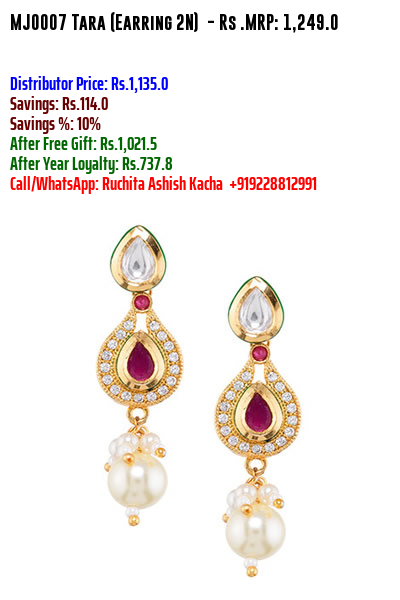 MJ0007 Tara (Earring 2N) - Rs .MRP: 1,249.0
Distributor Price: Rs.1,135.0
Savings: Rs.114.0
Savings %: 10%
After Free Gift: Rs.1,021.5
After Year Loyalty: Rs.737.8
Call/WhatsApp: Ruchita Ashish Kacha +919228812991